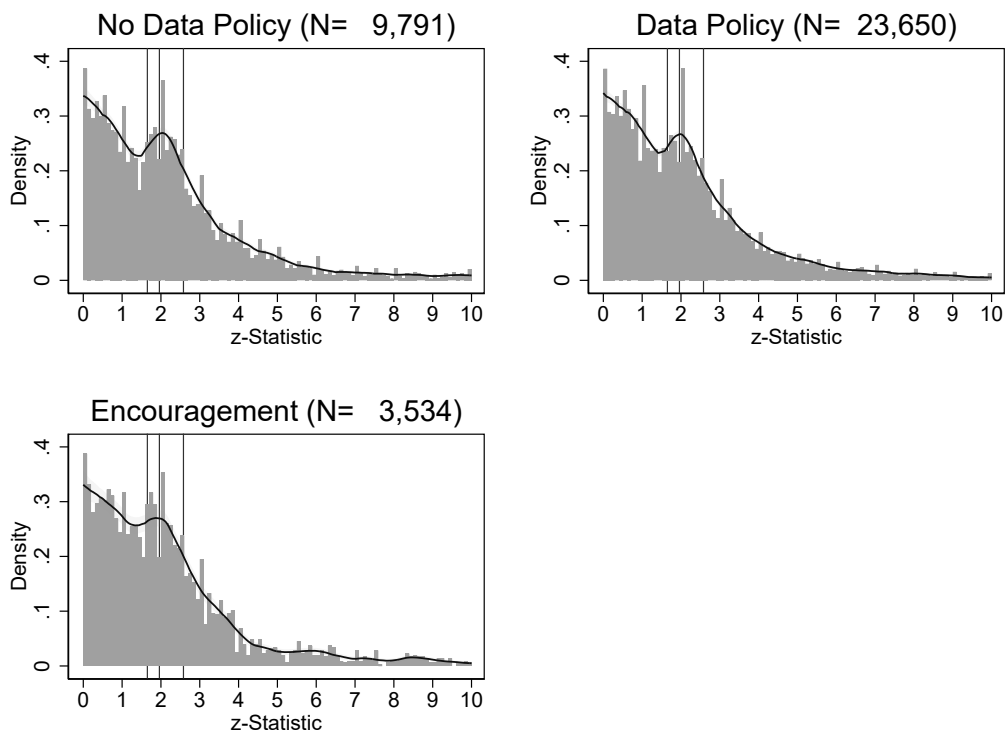 No Data Policy (N= 9,791)
Density
0 .1 .2 .3 .4
0 1 2 3 4 5 6 7 8 9 10
z-Statistic
Data Policy (N= 23,650)
Density
0 .1 .2 .3 .4
0 1 2 3 4 5 6 7 8 9 10
z-Statistic
Encouragement (N= 3,534)
Density
0 .1 .2 .3 .4
0 1 2 3 4 5 6 7 8 9 10
z-Statistic